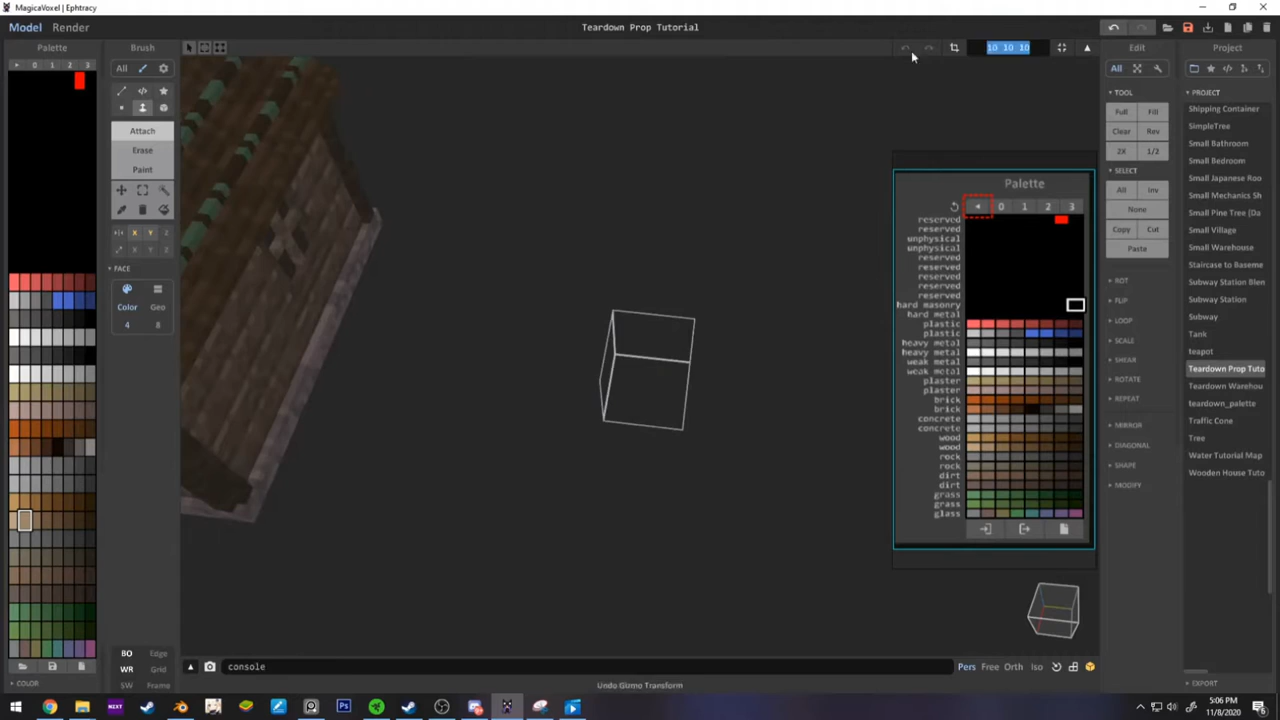 MagicaVoxel | Ephtracy
Model Render
Teardown Prop Tutorial
Palette Brush Edit Project
10 10 10
0 1 2 3
All
All
TOOL
Full Fill
Clear Rev
2X 1/2
SELECT
All Inv
None
Copy Cut
Paste
ROT
FLIP
LOOP
SCALE
SHEAR
ROTATE
REPEAT
MIRROR
DIAGONAL
SHAPE
MODIFY
Attach
Erase
Paint
X Y Z
X Y Z
FACE
Color Geo
4 8
BO Edge
WR Grid
SW Frame
COLOR
PROJECT
Shipping Container
SimpleTree
Small Bathroom
Small Bedroom
Small Japanese Roo
Small Mechanics Sh
Small Pine Tree [Da
Small Village
Small Warehouse
Staircase to Baseme
Subway Station Blen
Subway Station
Subway
Tank
teapot
Teardown Prop Tuto
Teardown Warehou
teardown_palette
Traffic Cone
Tree
Water Tutorial Map
Wooden House Tuto
EXPORT
Palette
0 1 2 3
reserved
reserved
unphysical
unphysical
reserved
reserved
reserved
reserved
reserved
hard masonry
hard metal
plastic
plastic
heavy metal
heavy metal
weak metal
weak metal
plaster
plaster
brick
brick
concrete
concrete
wood
wood
rock
rock
dirt
dirt
grass
grass
glass
console
Pers Free Orth Iso
Undo Gizmo Transform
NEXT
Ps
5:06 PM
11/8/2020